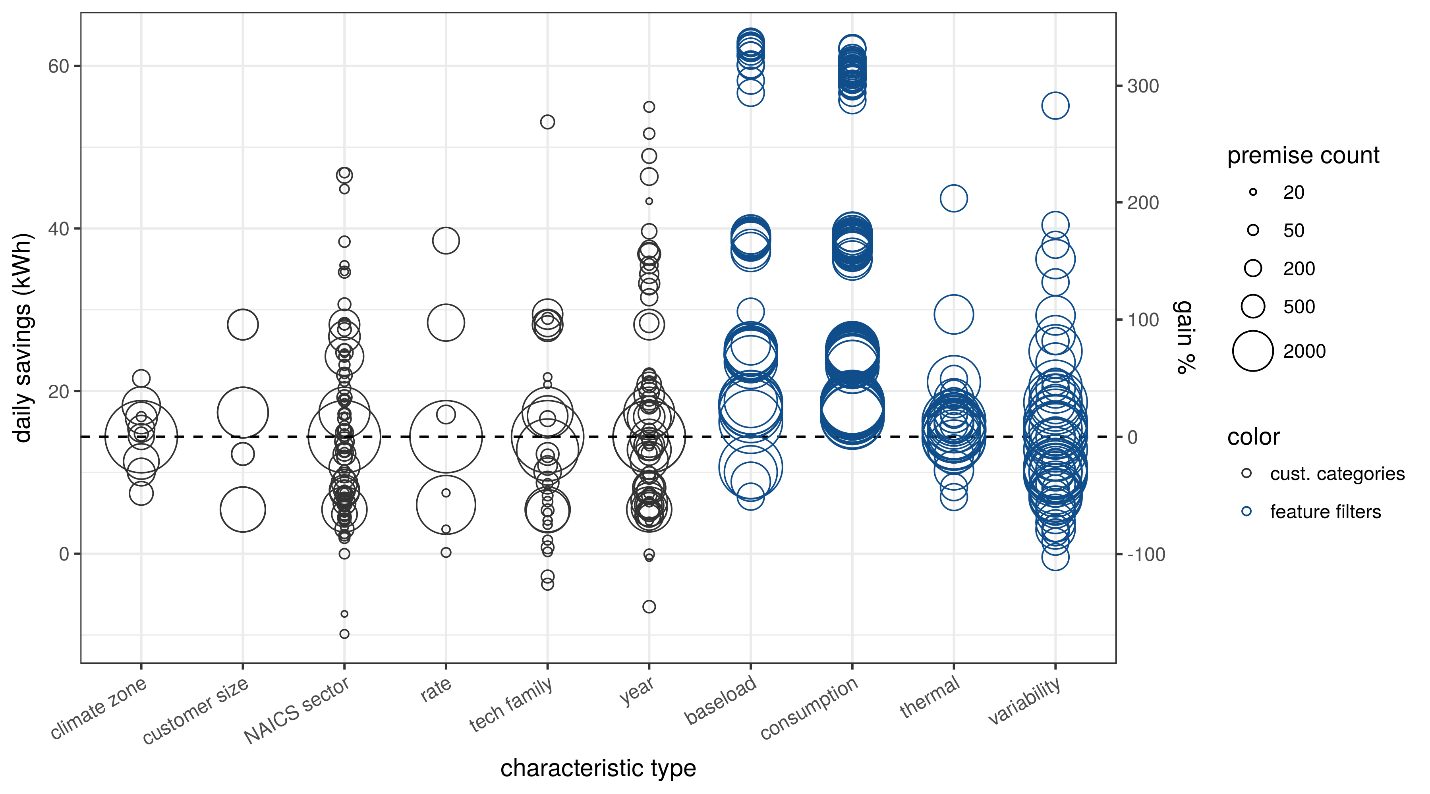 daily savings (kWh)
60
40
20
0
300
200
100
0
-100
gain %
climate zone
customer size
NAICS sector
rate
tech family
year
baseload
consumption
thermal
variability
characteristic type
premise count
20
50
200
500
2000
color
cust. categories
feature filters